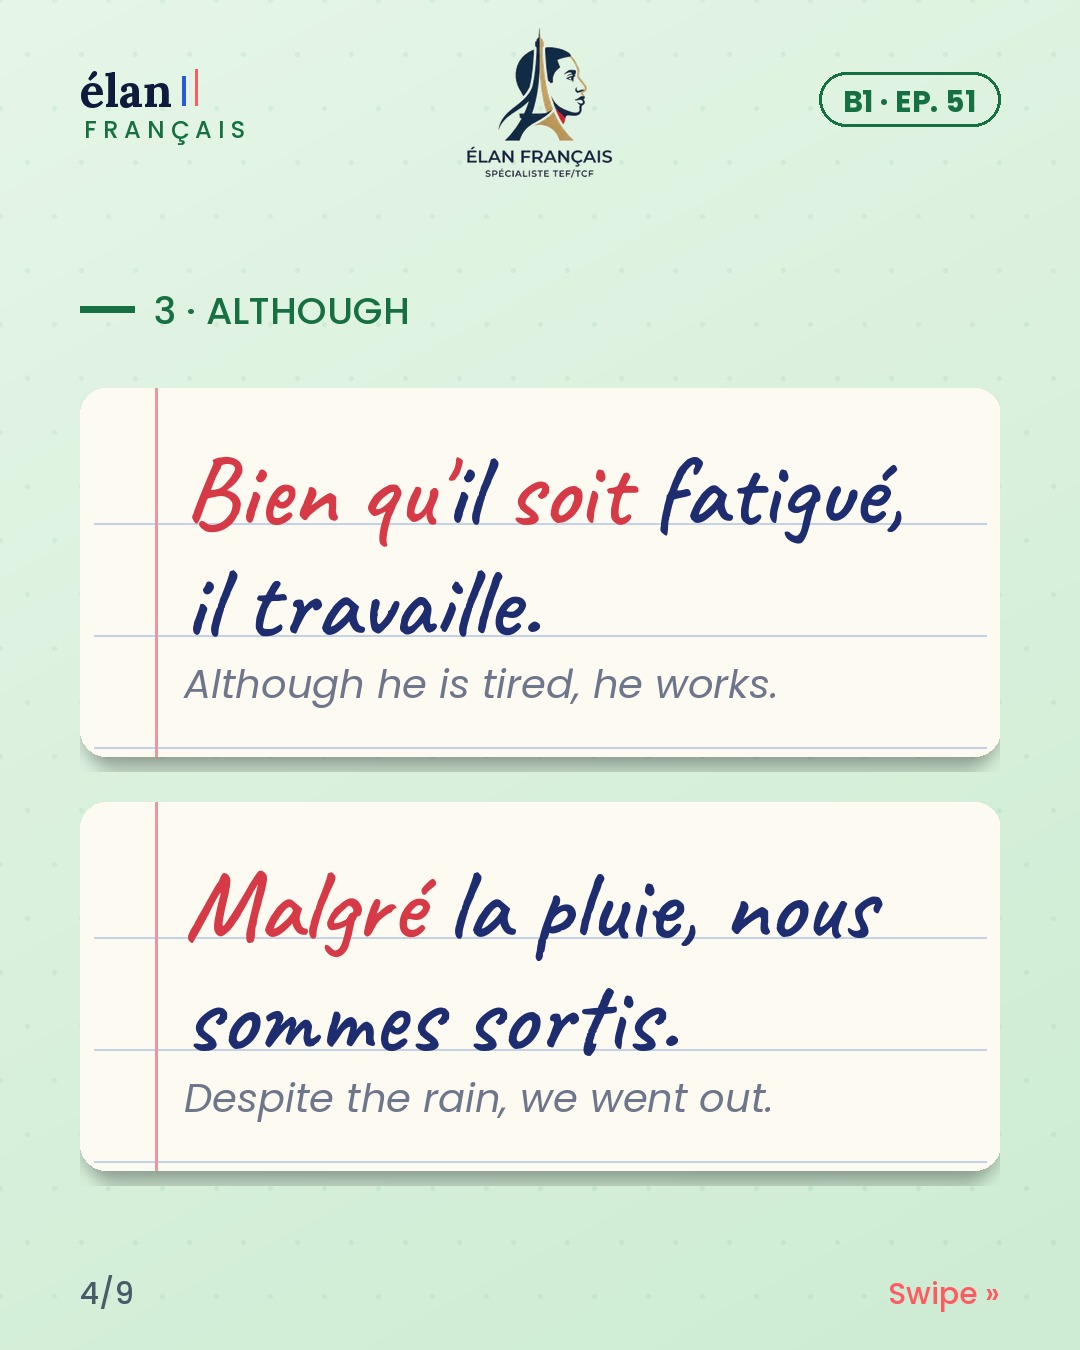 élan
FRANÇAIS
ÉLAN FRANÇAIS
SPÉCIALISTE TEF/TCF
B1 · EP. 51
3 · ALTHOUGH
Bien qu'il soit fatigué,
il travaille.
Although he is tired, he works.
Malgré la pluie, nous
sommes sortis.
Despite the rain, we went out.
4/9
Swipe »